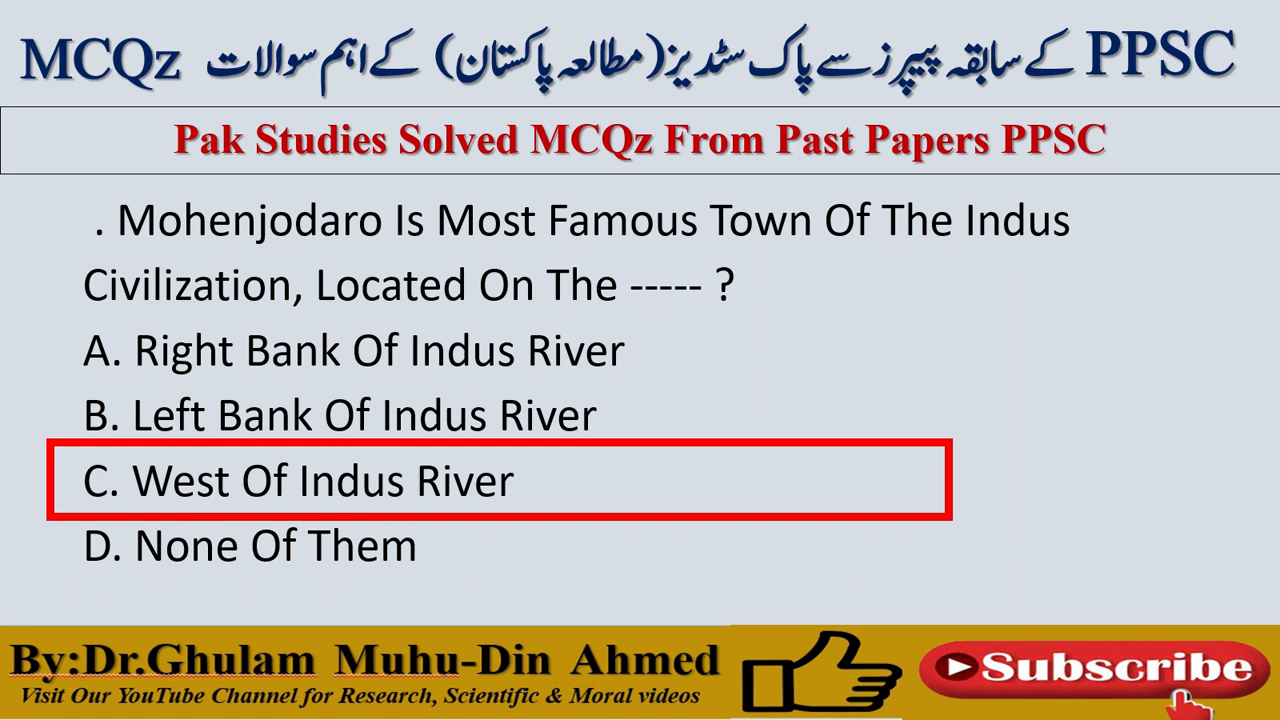 PPSC کے سابقہ پیپرز سے پاک سٹڈیز (مطالعہ پاکستان) کے اہم سوالات MCQz
Pak Studies Solved MCQz From Past Papers PPSC
. Mohenjodaro Is Most Famous Town Of The Indus
Civilization, Located On The ----- ?
A. Right Bank Of Indus River
B. Left Bank Of Indus River
C. West Of Indus River
D. None Of Them
By:Dr.Ghulam Muhu-Din Ahmed
Visit Our YouTube Channel for Research, Scientific & Moral videos
Subscribe